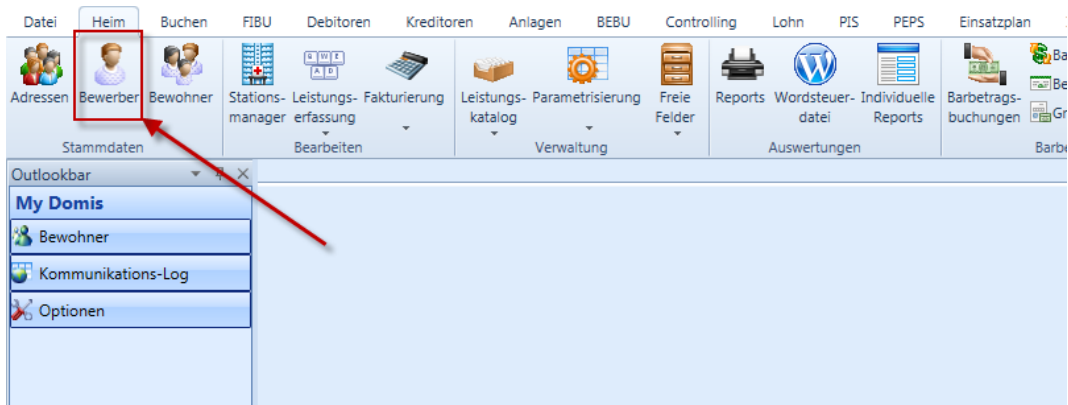 Datei Heim Buchen FIBU Debitoren Kreditoren Anlagen BEBU Controlling Lohn PIS PEPS Einsatzplan
Adressen Bewerber Bewohner Stations- Leistungs- Fakturierung Leistungs- Parametrisierung Freie Reports Wordsteuer- Individuelle Barbetrags-
manager erfassung katalog Felder datei Reports buchungen
Stammdaten Bearbeiten Verwaltung Auswertungen
Outlookbar
My Domis
Bewohner
Kommunikations-Log
Optionen